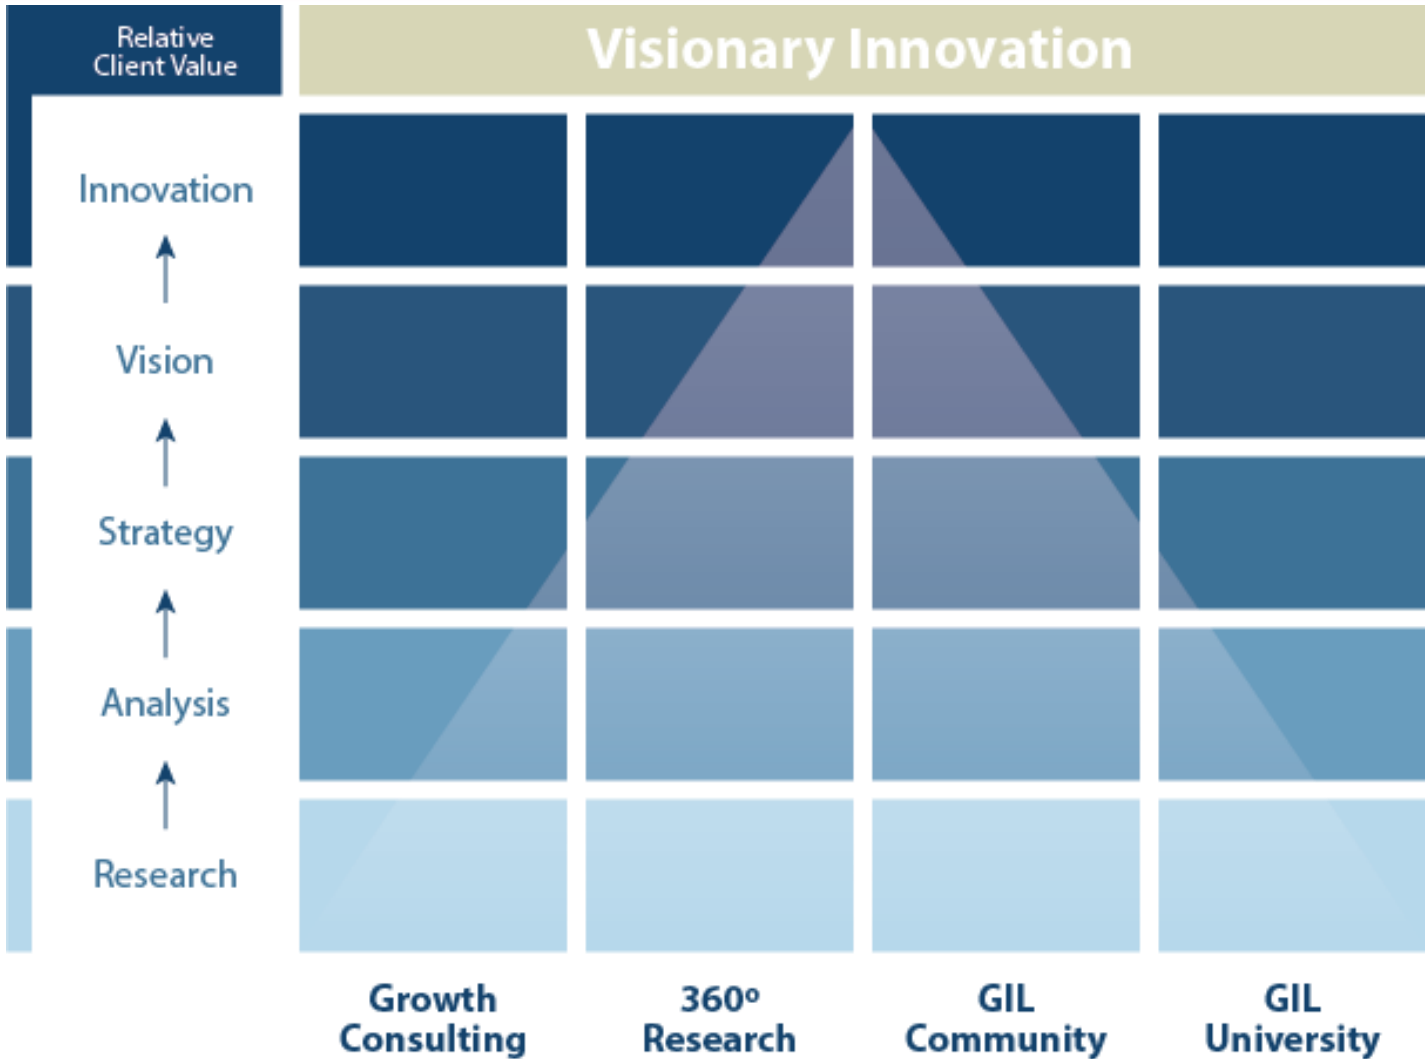 Relative
Client Value
Visionary Innovation
Innovation
Vision
Strategy
Analysis
Research
Growth
Consulting
360º
Research
GIL
Community
GIL
University